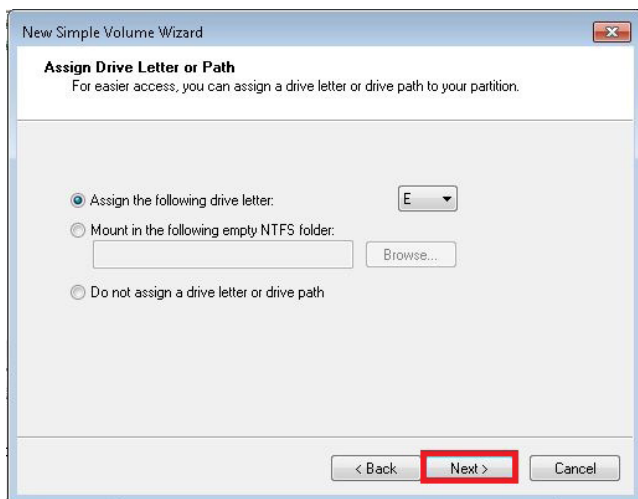 New Simple Volume Wizard
Assign Drive Letter or Path
For easier access, you can assign a drive letter or drive path to your partition.
Assign the following drive letter: E
Mount in the following empty NTFS folder:
Browse...
Do not assign a drive letter or drive path
< Back Next > Cancel